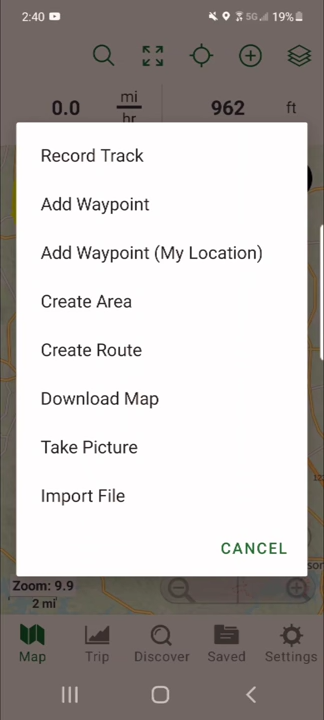 2:40
5G 19%
0.0 mi hr 962 ft
Record Track
Add Waypoint
Add Waypoint (My Location)
Create Area
Create Route
Download Map
Take Picture
Import File
CANCEL
Zoom: 9.9
2 mi
Map Trip Discover Saved Settings